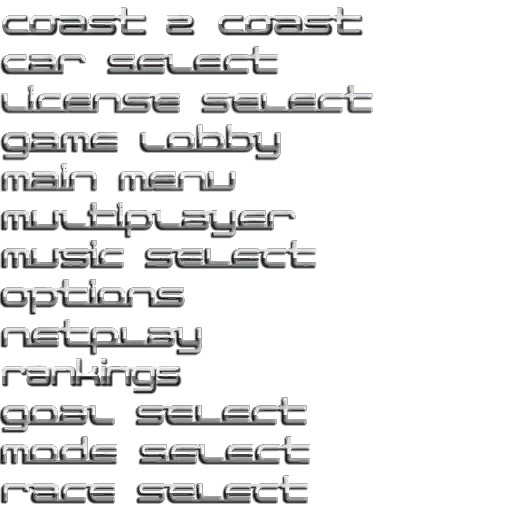 coast 2 coast
car select
license select
game lobby
main menu
multiplayer
music select
options
netplay
rankings
goal select
mode select
race select